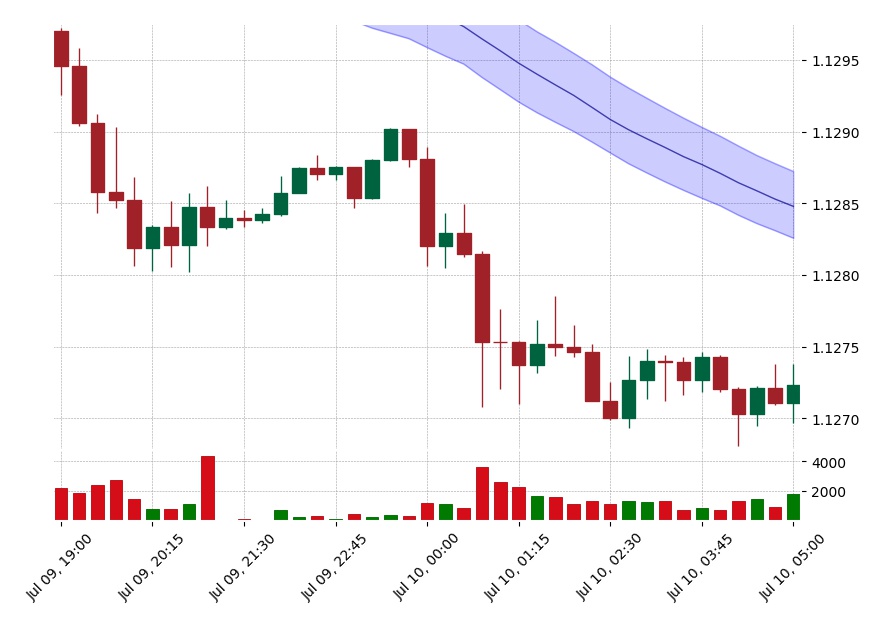 1.1295
1.1290
1.1285
1.1280
1.1275
1.1270
4000
2000
Jul 09, 19:00
Jul 09, 20:15
Jul 09, 21:30
Jul 09, 22:45
Jul 10, 00:00
Jul 10, 01:15
Jul 10, 02:30
Jul 10, 03:45
Jul 10, 05:00